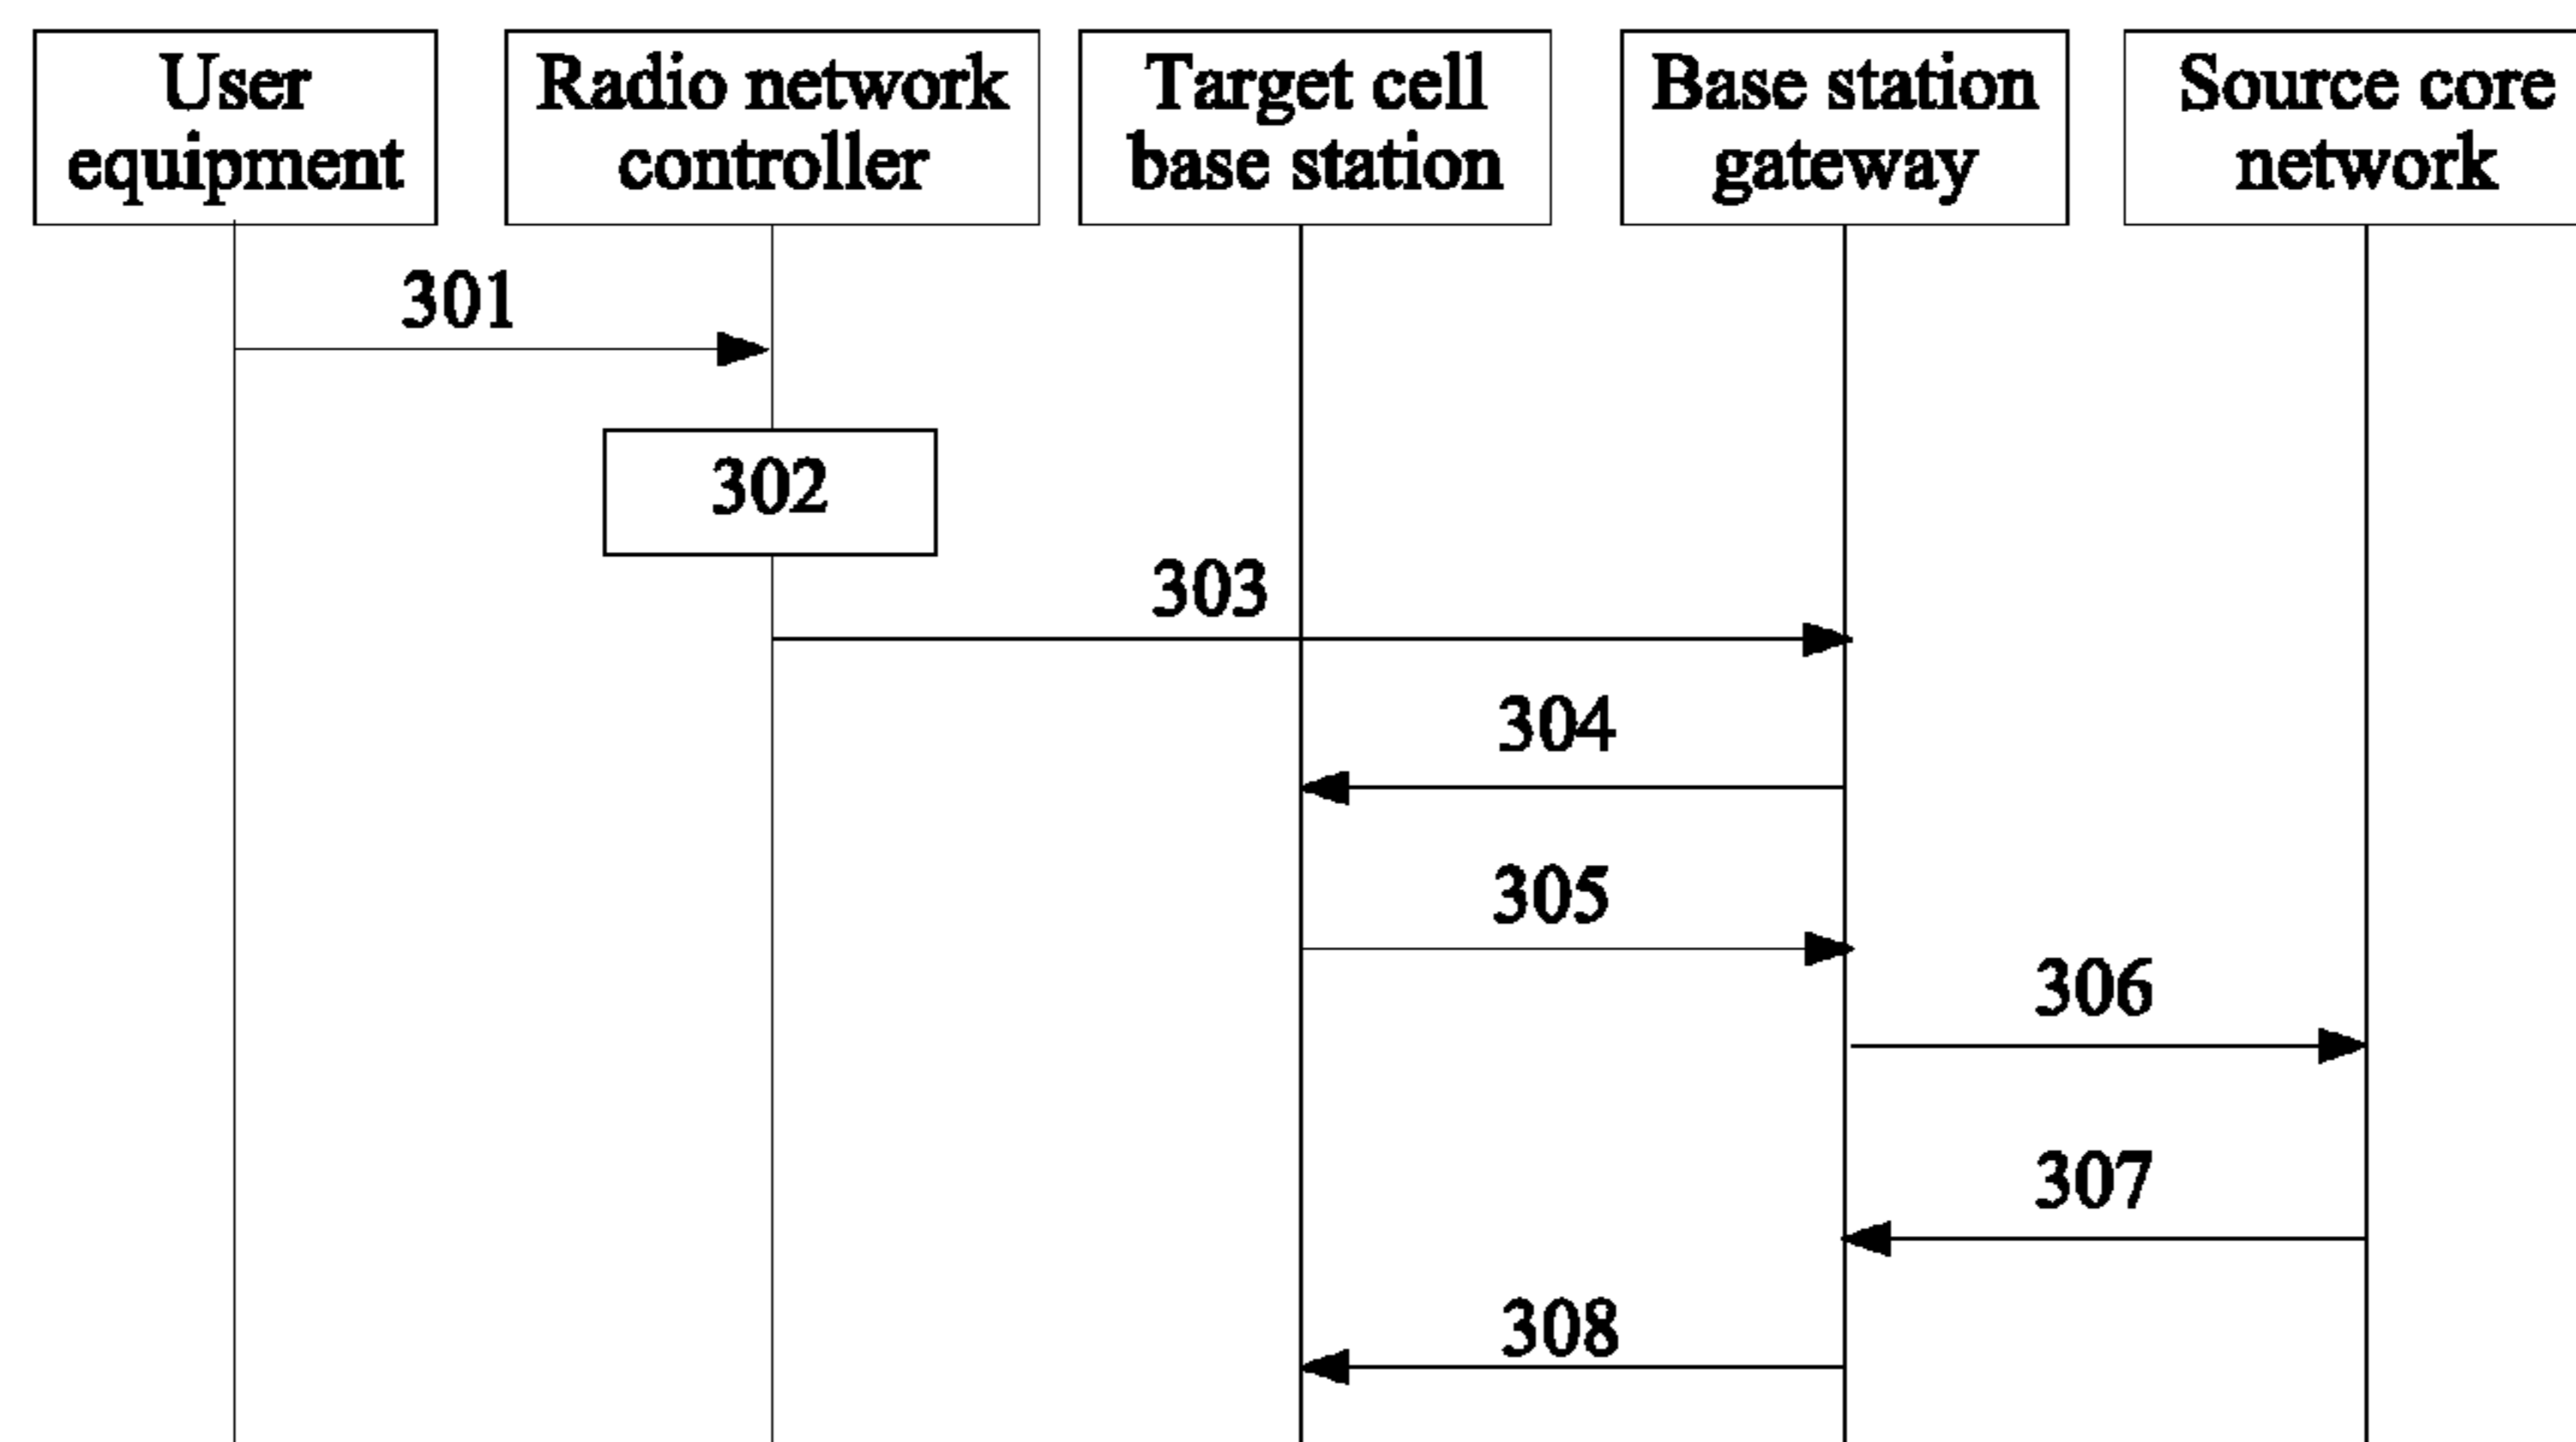 User
equipment
Radio network
controller
Target cell
base station
Base station
gateway
Source core
network
301
302
303
304
305
306
307
308